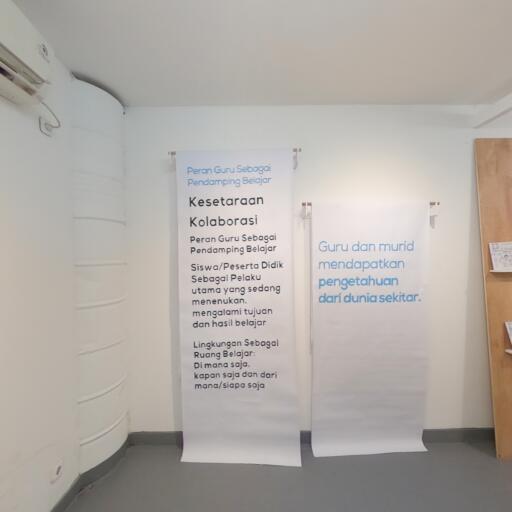 Peran Guru Sebagai
Pendamping Belajar
Kesetaraan
Kolaborasi
Peran Guru Sebagai
Pendamping Belajar
Siswa/Peserta Didik
Sebagai Pelaku
utama yang sedang
menemukan,
mengalami tujuan
dan hasil belajar
Lingkungan Sebagai
Ruang Belajar:
Di mana saja,
kapan saja dan dari
mana/siapa saja
Guru dan murid
mendapatkan
pengetahuan
dari dunia sekitar.